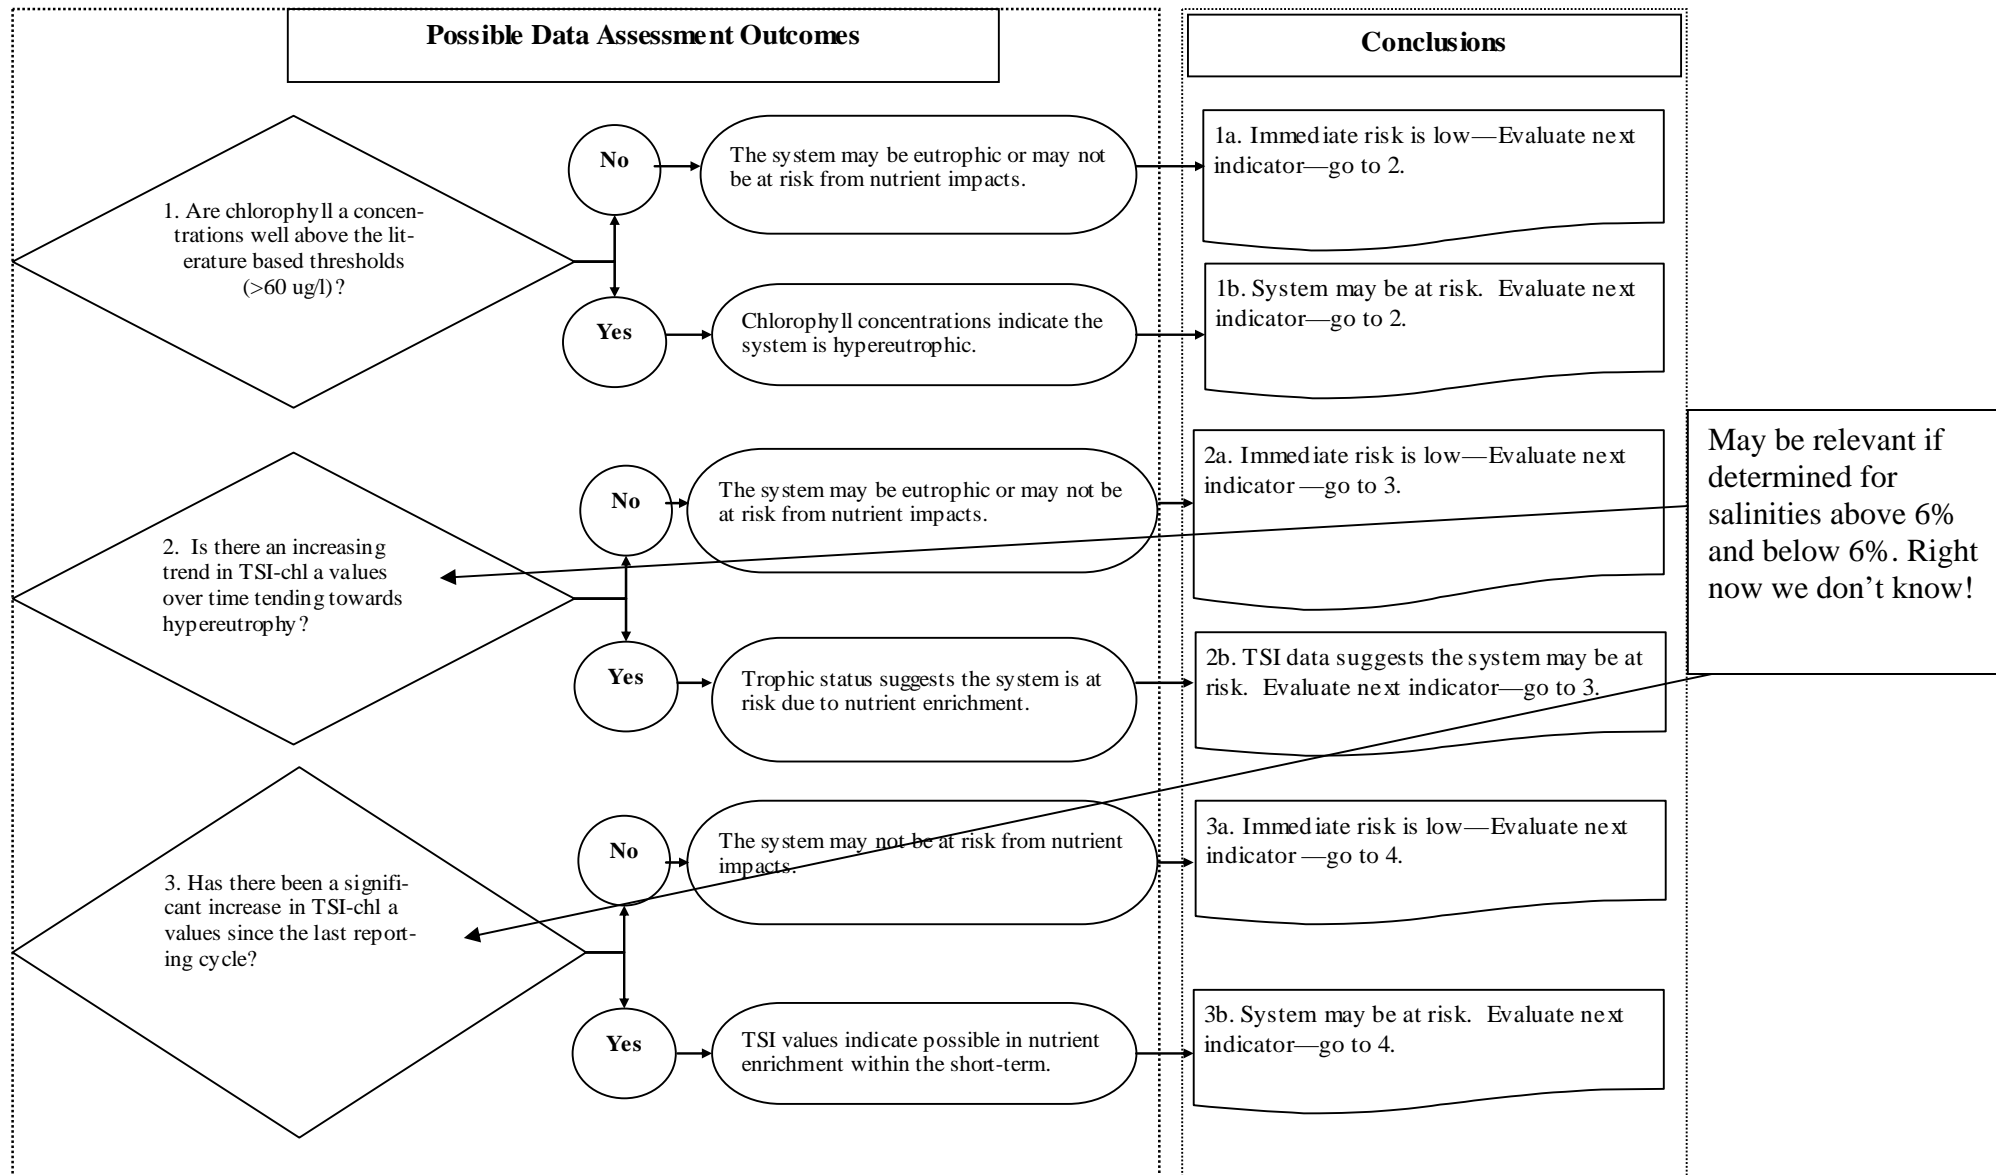 Possible Data Assessment Outcomes
Conclusions
1. Are chlorophyll a concen-
trations well above the lit-
erature based thresholds
(>60 ug/l)?
No
The system may be eutrophic or may not
be at risk from nutrient impacts.
1a. Immediate risk is low—Evaluate next
indicator—go to 2.
Yes
Chlorophyll concentrations indicate the
system is hypereutrophic.
1b. System may be at risk.  Evaluate next
indicator—go to 2.
2.  Is there an increasing
trend in TSI-chl a values
over time tending towards
hypereutrophy?
No
The system may be eutrophic or may not be
at risk from nutrient impacts.
2a. Immediate risk is low—Evaluate next
indicator —go to 3.
Yes
Trophic status suggests the system is at
risk due to nutrient enrichment.
2b. TSI data suggests the system may be at
risk.  Evaluate next indicator—go to 3.
May be relevant if
determined for
salinities above 6%
and below 6%. Right
now we don’t know!
3. Has there been a signifi-
cant increase in TSI-chl a
values since the last report-
ing cycle?
No
The system may not be at risk from nutrient
impacts.
3a. Immediate risk is low—Evaluate next
indicator —go to 4.
Yes
TSI values indicate possible in nutrient
enrichment within the short-term.
3b. System may be at risk.  Evaluate next
indicator—go to 4.